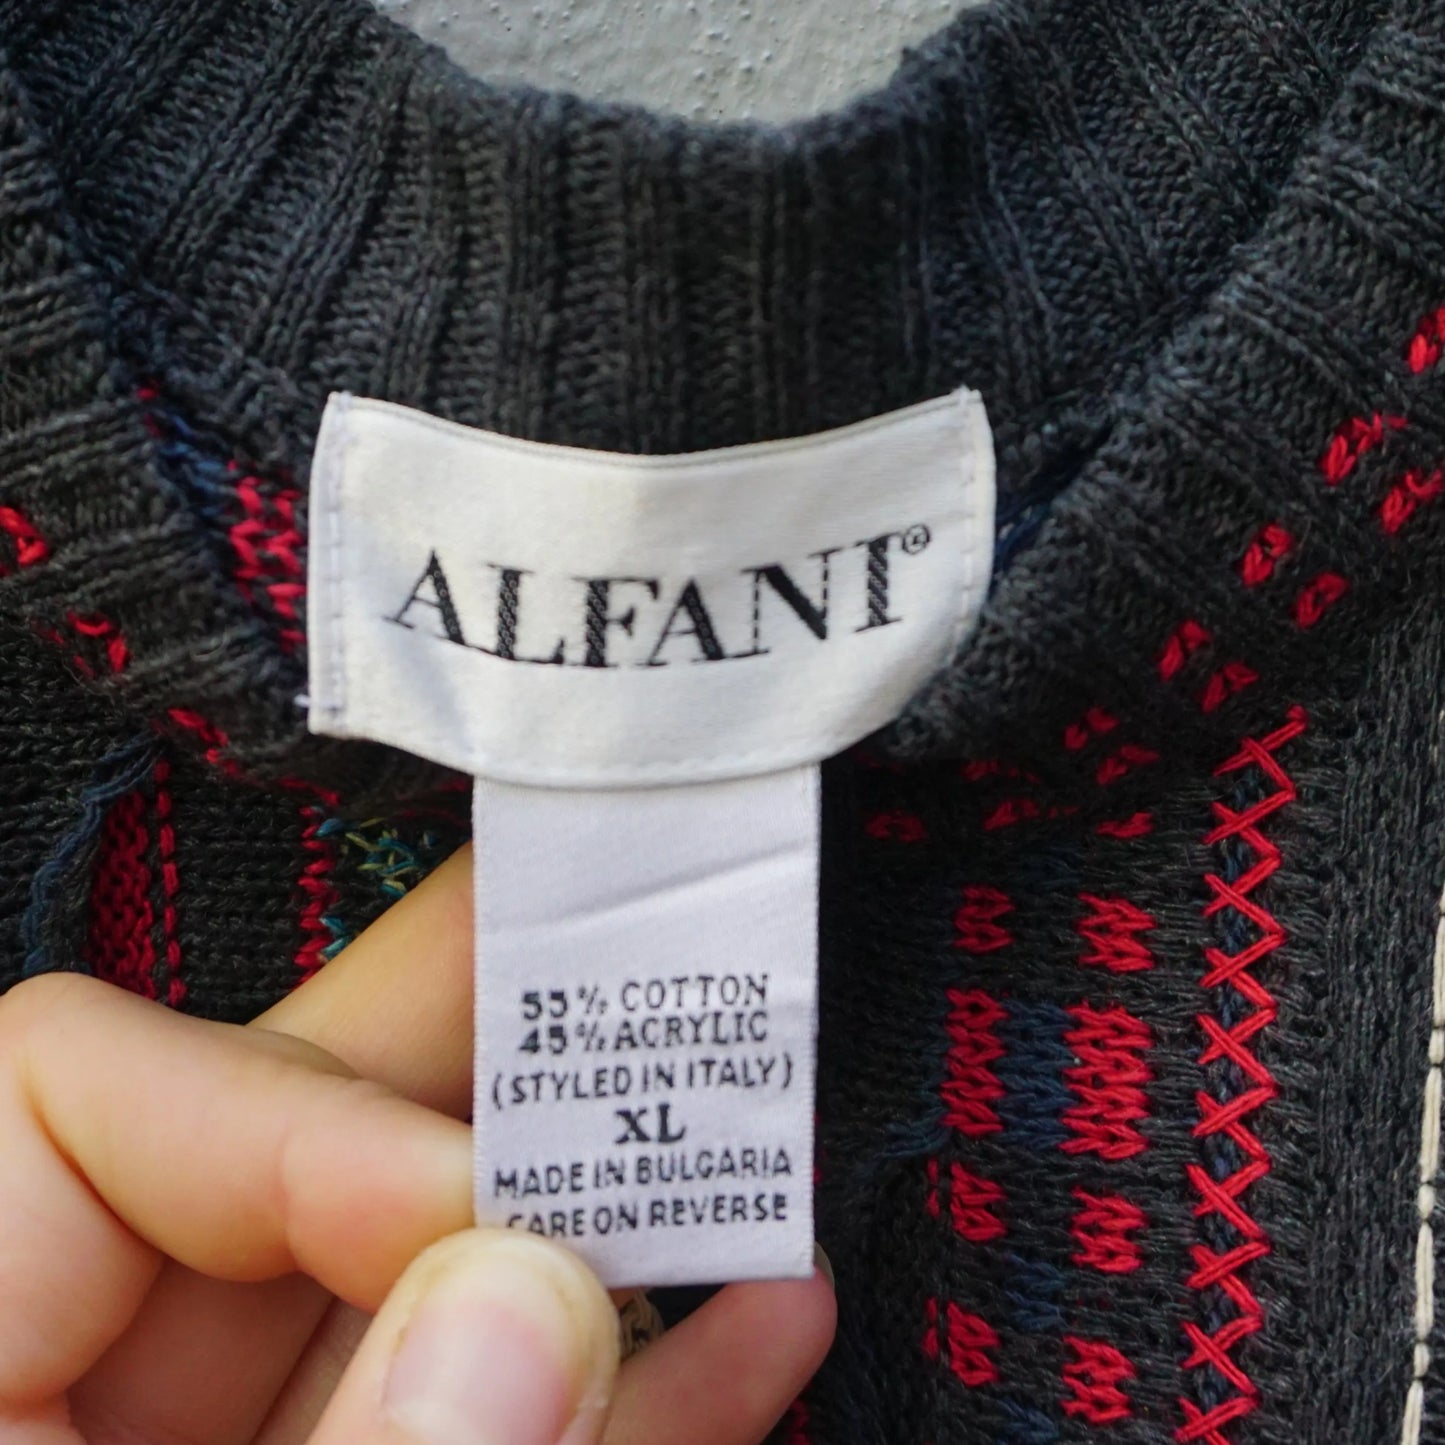 ALFANI®
55% COTTON
45% ACRYLIC
(STYLED IN ITALY)
XL
MADE IN BULGARIA
CARE ON REVERSE